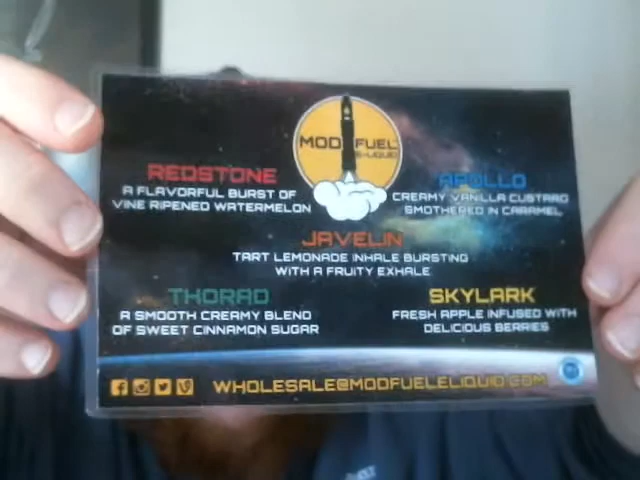 MOD FUEL
E-LIQUID
REDSTONE
A FLAVORFUL BURST OF
VINE RIPENED WATERMELON
APOLLO
CREAMY VANILLA CUSTARD
SMOTHERED IN CARAMEL
JAVELIN
TART LEMONADE INHALE BURSTING
WITH A FRUITY EXHALE
THORAD
A SMOOTH CREAMY BLEND
OF SWEET CINNAMON SUGAR
SKYLARK
FRESH APPLE INFUSED WITH
DELICIOUS BERRIES
WHOLESALE@MODFUELELIQUID.COM